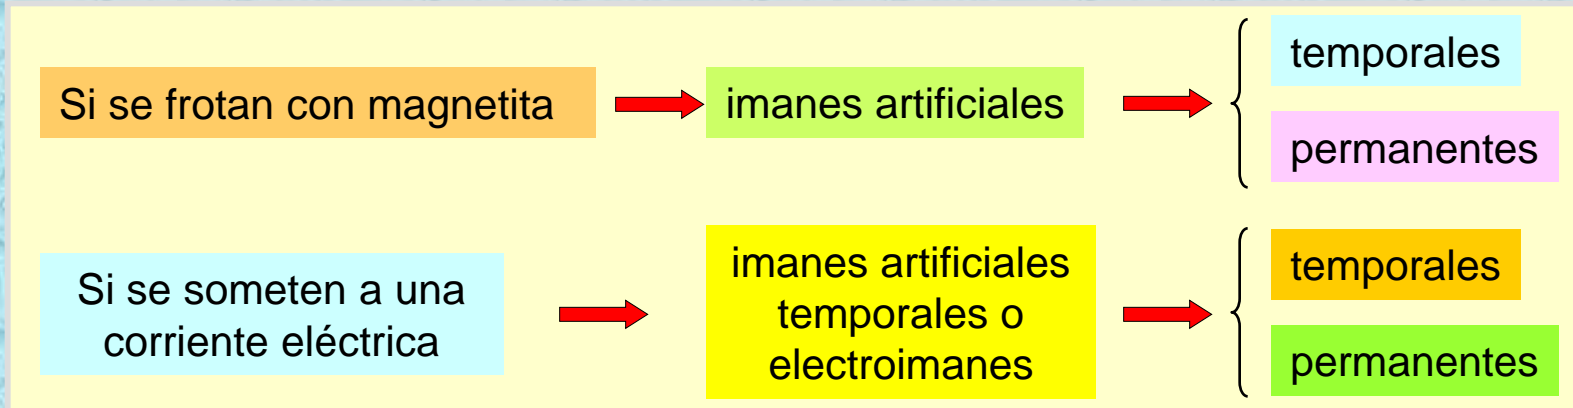 Si se frotan con magnetita
imanes artificiales
temporales
permanentes
Si se someten a una
corriente eléctrica
imanes artificiales
temporales o
electroimanes
temporales
permanentes